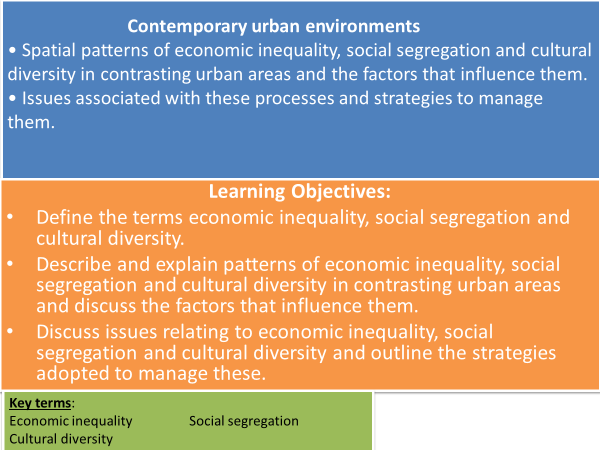 Contemporary urban environments
• Spatial patterns of economic inequality, social segregation and cultural
diversity in contrasting urban areas and the factors that influence them.
• Issues associated with these processes and strategies to manage
them.
Learning Objectives:
• Define the terms economic inequality, social segregation and
cultural diversity.
• Describe and explain patterns of economic inequality, social
segregation and cultural diversity in contrasting urban areas
and discuss the factors that influence them.
• Discuss issues relating to economic inequality, social
segregation and cultural diversity and outline the strategies
adopted to manage these.
Key terms:
Economic inequality Social segregation
Cultural diversity